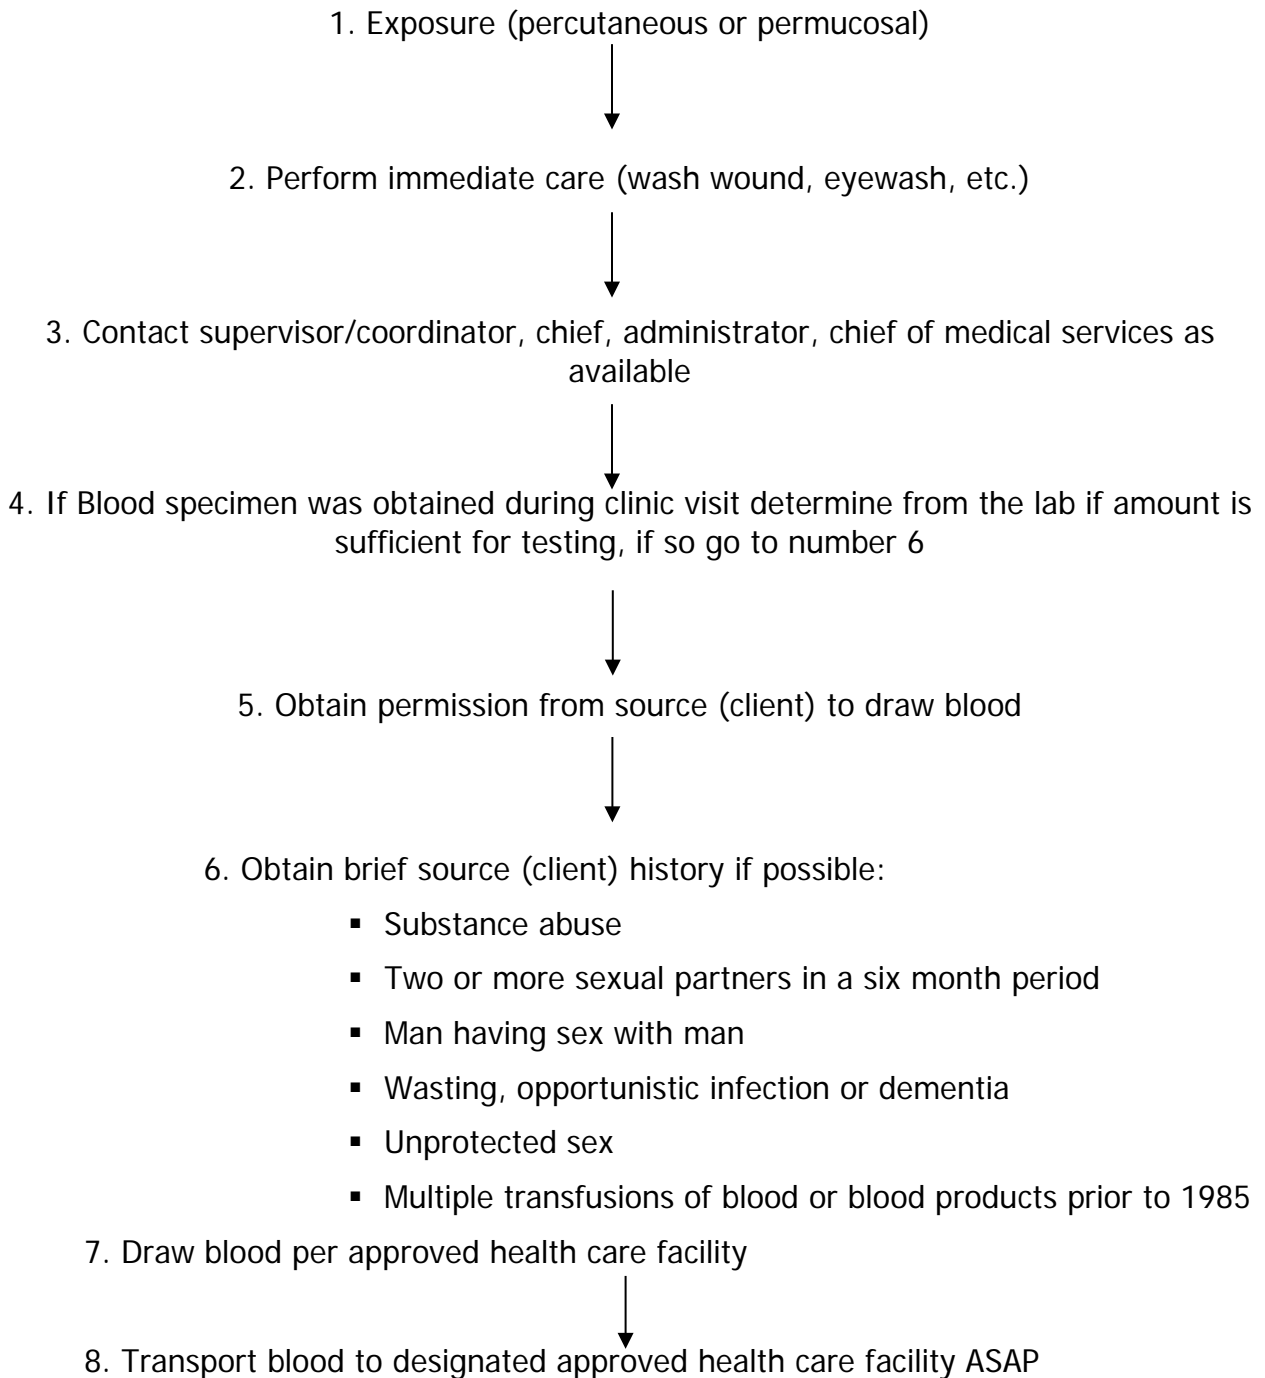 1. Exposure (percutaneous or permucosal)
2. Perform immediate care (wash wound, eyewash, etc.)
3. Contact supervisor/coordinator, chief, administrator, chief of medical services as
available
4. If Blood specimen was obtained during clinic visit determine from the lab if amount is
sufficient for testing, if so go to number 6
5. Obtain permission from source (client) to draw blood
6. Obtain brief source (client) history if possible:
▪ Substance abuse
▪ Two or more sexual partners in a six month period
▪ Man having sex with man
▪ Wasting, opportunistic infection or dementia
▪ Unprotected sex
▪ Multiple transfusions of blood or blood products prior to 1985
7. Draw blood per approved health care facility
8. Transport blood to designated approved health care facility ASAP